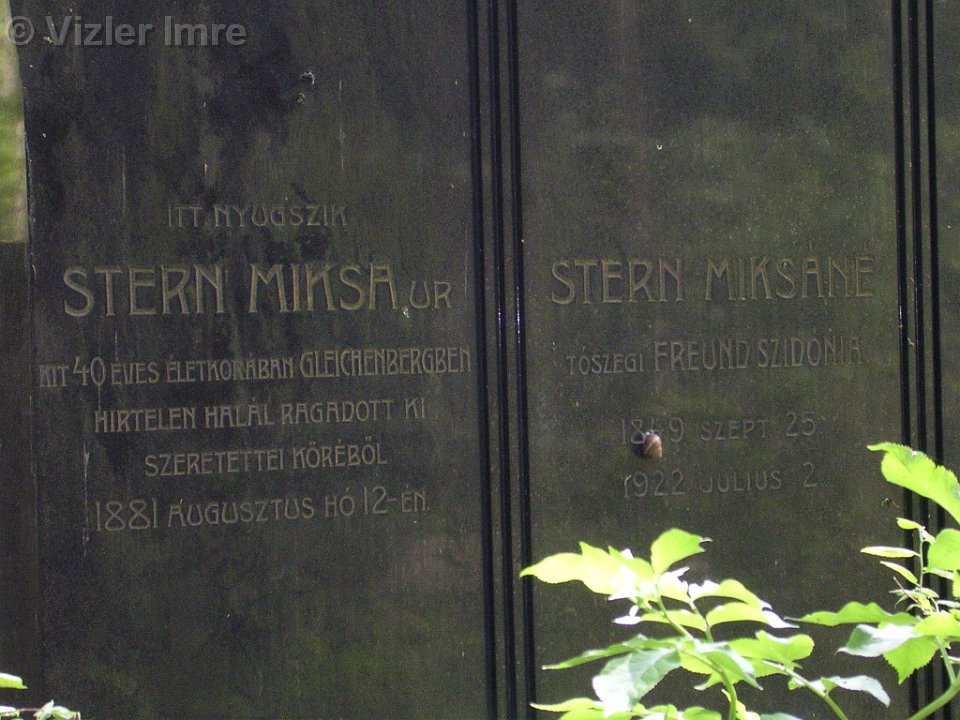 © Vizler Imre
ITT NYUGSZIK
STERN MIKSA ÚR
KIT 40 ÉVES ÉLETKORÁBAN GLEICHENBERGBEN
HIRTELEN HALÁL RAGADOTT KI
SZERETETTEI KÖRÉBŐL
1881 AUGUSZTUS HÓ 12-ÉN.
STERN MIKSÁNÉ
TÓSZEGI FREUND SZIDÓNIA
SZEPT 25
1922 JULIUS 2